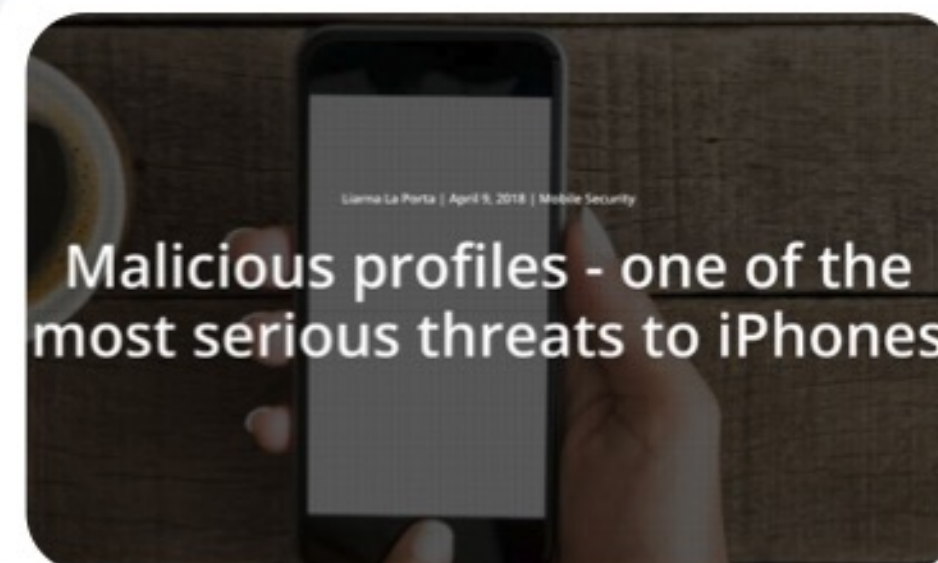 Liarna La Porta | April 9, 2018 | Mobile Security
Malicious profiles - one of the
most serious threats to iPhones